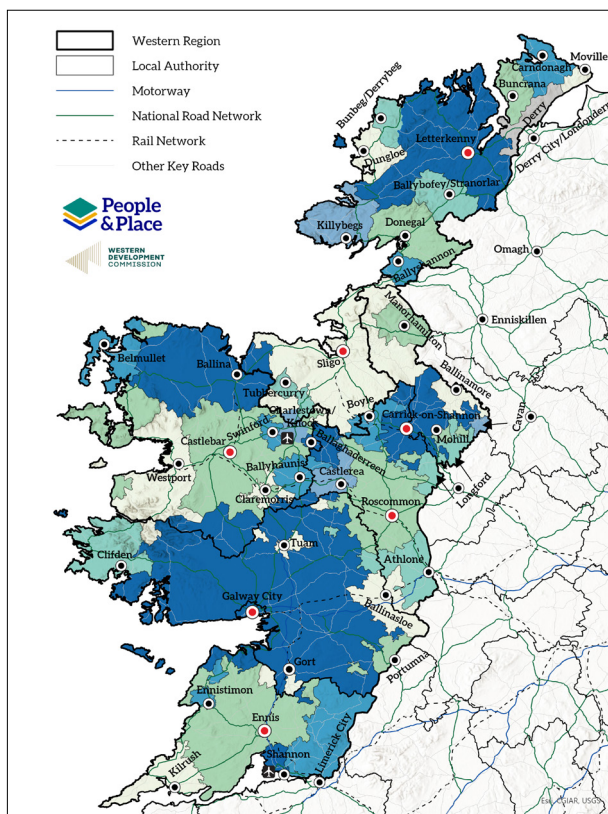 Western Region
Local Authority
Motorway
National Road Network
Rail Network
Other Key Roads
People
& Place
WESTERN
DEVELOPMENT
COMMISSION
Moville
Carndonagh
Buncrana
Bunbeg/Derrybeg
Derry
Derry City/Londonderry
Letterkenny
Dungloe
Ballybofey/Stranorlar
Killybegs
Donegal
Omagh
Ballyshannon
Manorhamilton
Enniskillen
Belmullet
Ballina
Sligo
Tubbercurry
Ballinamore
Boyle
Carrick-on-Shannon
Cavan
Charlestown/
Knock
Swinford
Mohill
Castlebar
Ballaghaderreen
Westport
Ballyhaunis
Castlerea
Longford
Claremorris
Roscommon
Tuam
Clifden
Athlone
Galway City
Ballinasloe
Gort
Portumna
Ennistimon
Ennis
Shannon
Limerick City
Kilrush
Esri, CGIAR, USGS